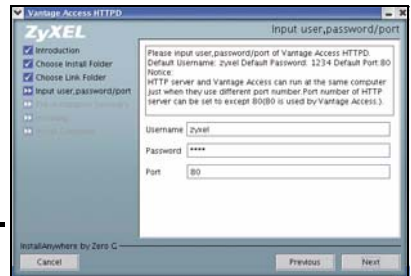 Vantage Access HTTPD
ZyXEL
Input user,password/port
Introduction
Choose Install Folder
Choose Link Folder
Input user,password/port
Please input user,password/port of Vantage Access HTTPD.
Default Username: zyxel Default Password: 1234 Default Port:80
Notice:
HTTP server and Vantage Access can run at the same computer
just when they use different port number.Port number of HTTP
server can be set to except 80(80 is used by Vantage Access ).
Username zyxel
Password ****
Port 80
InstallAnywhere by Zero G
Cancel
Previous
Next